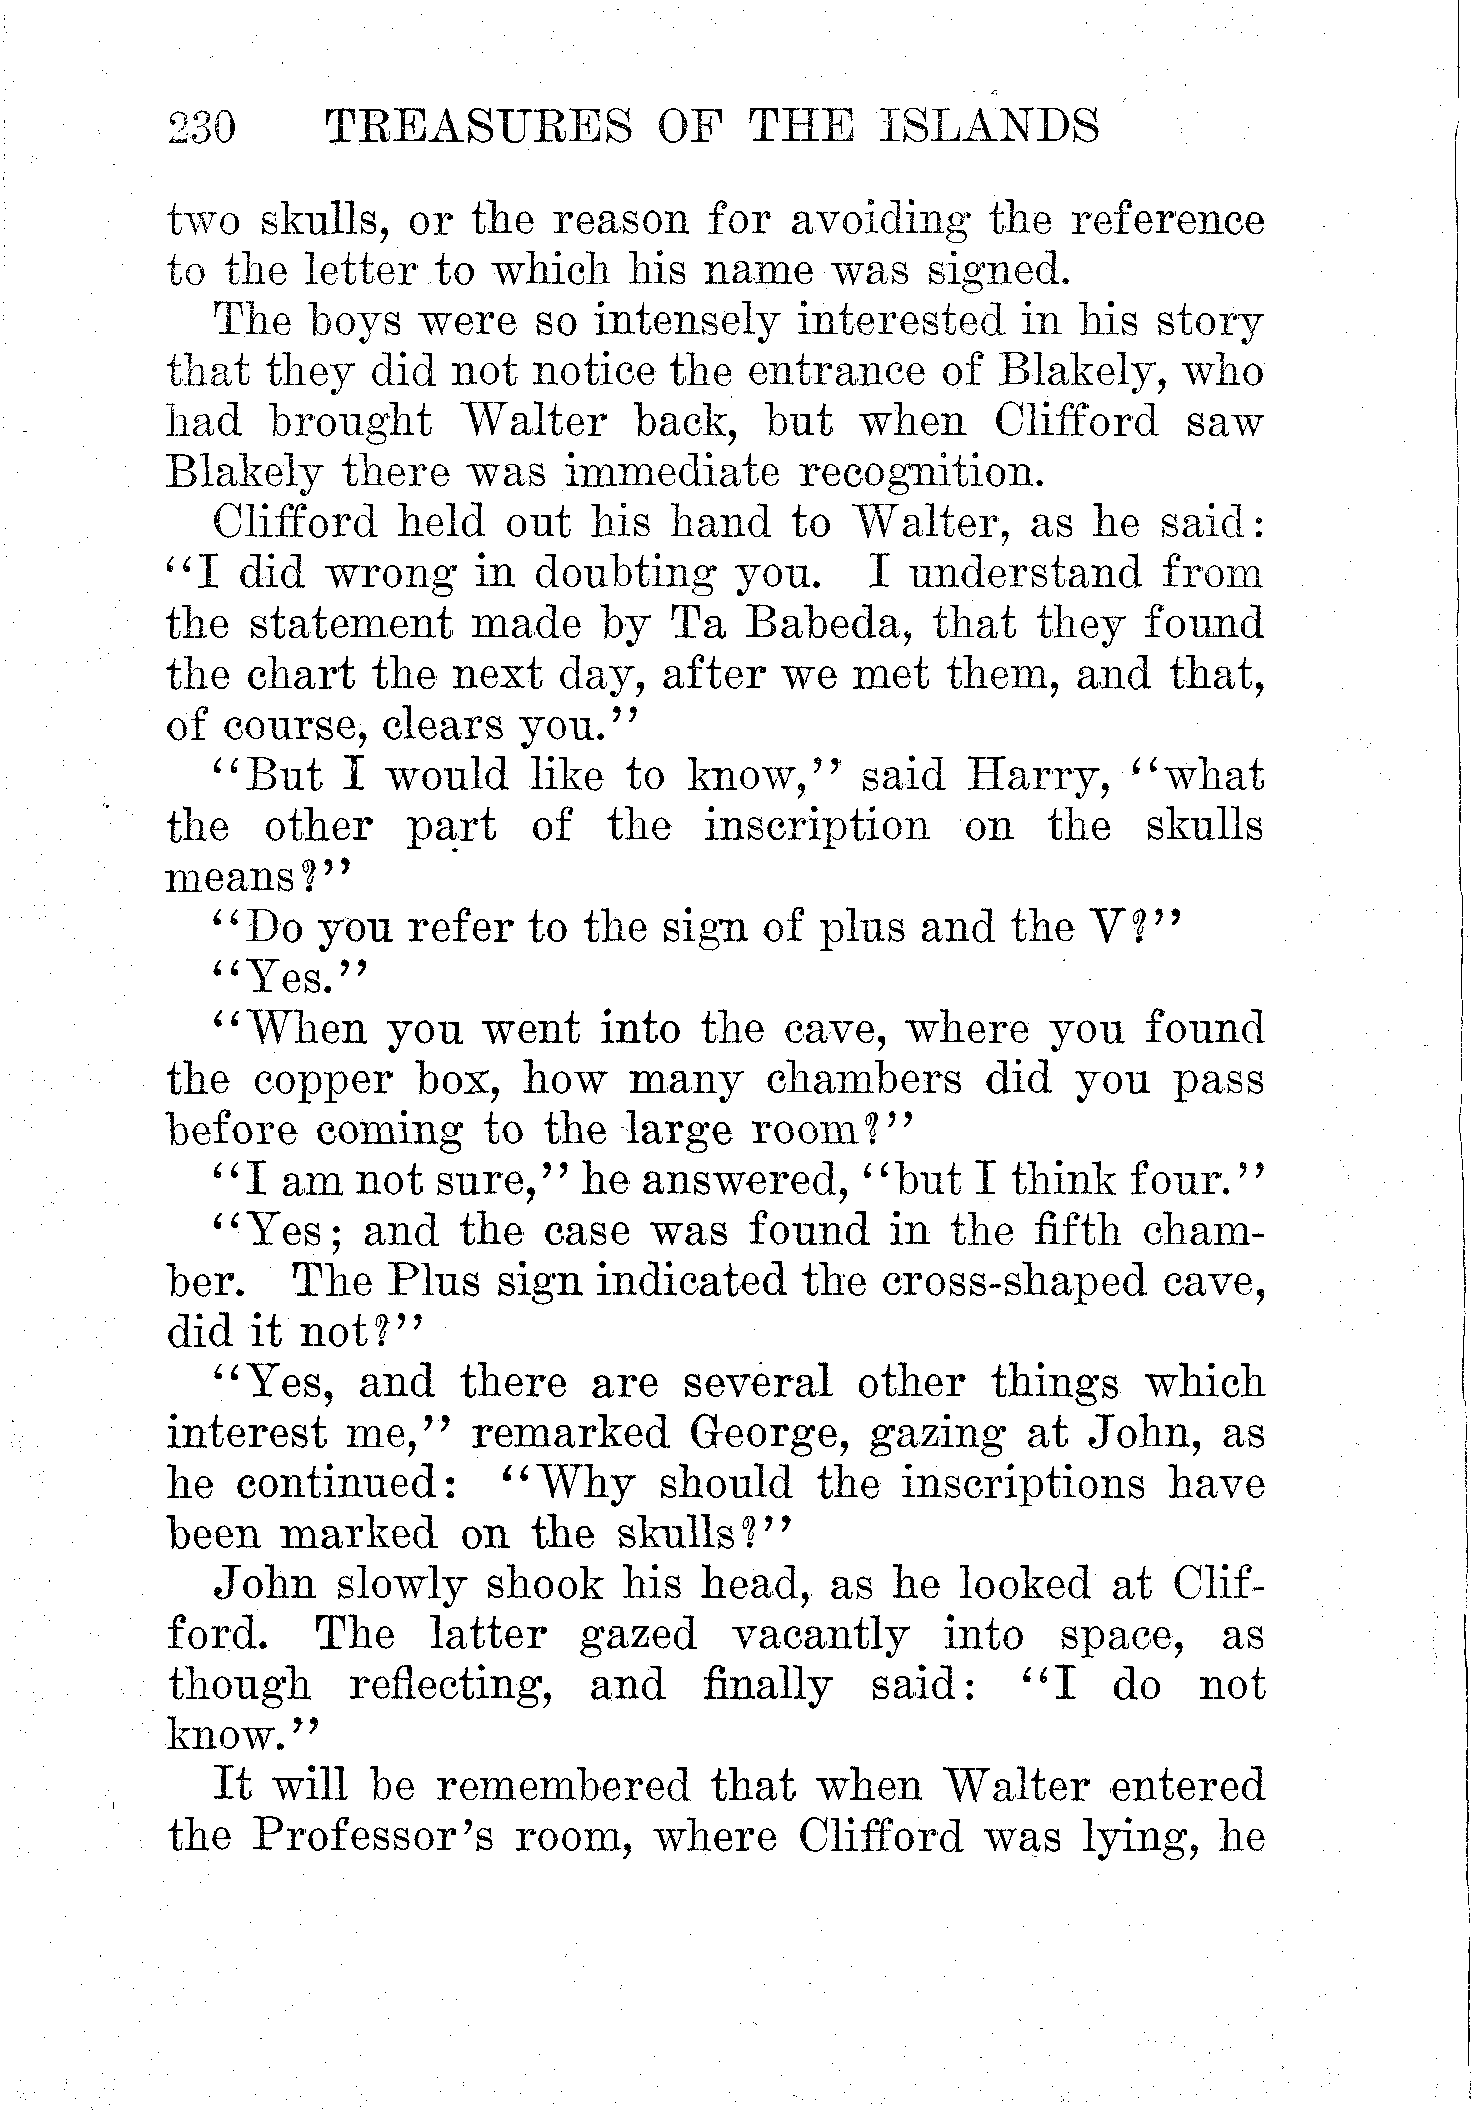 230 TREASURES OF THE ISLANDS
two skulls, or the reason for avoiding the reference
to the letter to which his name was signed.
The boys were so intensely interested in his story
that they did not notice the entrance of Blakely, who
had brought Walter back, but when Clifford saw
Blakely there was immediate recognition.
Clifford held out his hand to Walter, as he said:
"I did wrong in doubting you. I understand from
the statement made by Ta Babeda, that they found
the chart the next day, after we met them, and that,
of course, clears you."
"But I would like to know," said Harry, "what
the other part of the inscription on the skulls
means?"
"Do you refer to the sign of plus and the V?"
"Yes."
"When you went into the cave, where you found
the copper box, how many chambers did you pass
before coming to the large room?"
"I am not sure," he answered, "but I think four."
"Yes; and the case was found in the fifth cham-
ber. The Plus sign indicated the cross-shaped cave,
did it not?"
"Yes, and there are several other things which
interest me," remarked George, gazing at John, as
he continued: "Why should the inscriptions have
been marked on the skulls?"
John slowly shook his head, as he looked at Clif-
ford. The latter gazed vacantly into space, as
though reflecting, and finally said: "I do not
know."
It will be remembered that when Walter entered
the Professor's room, where Clifford was lying, he